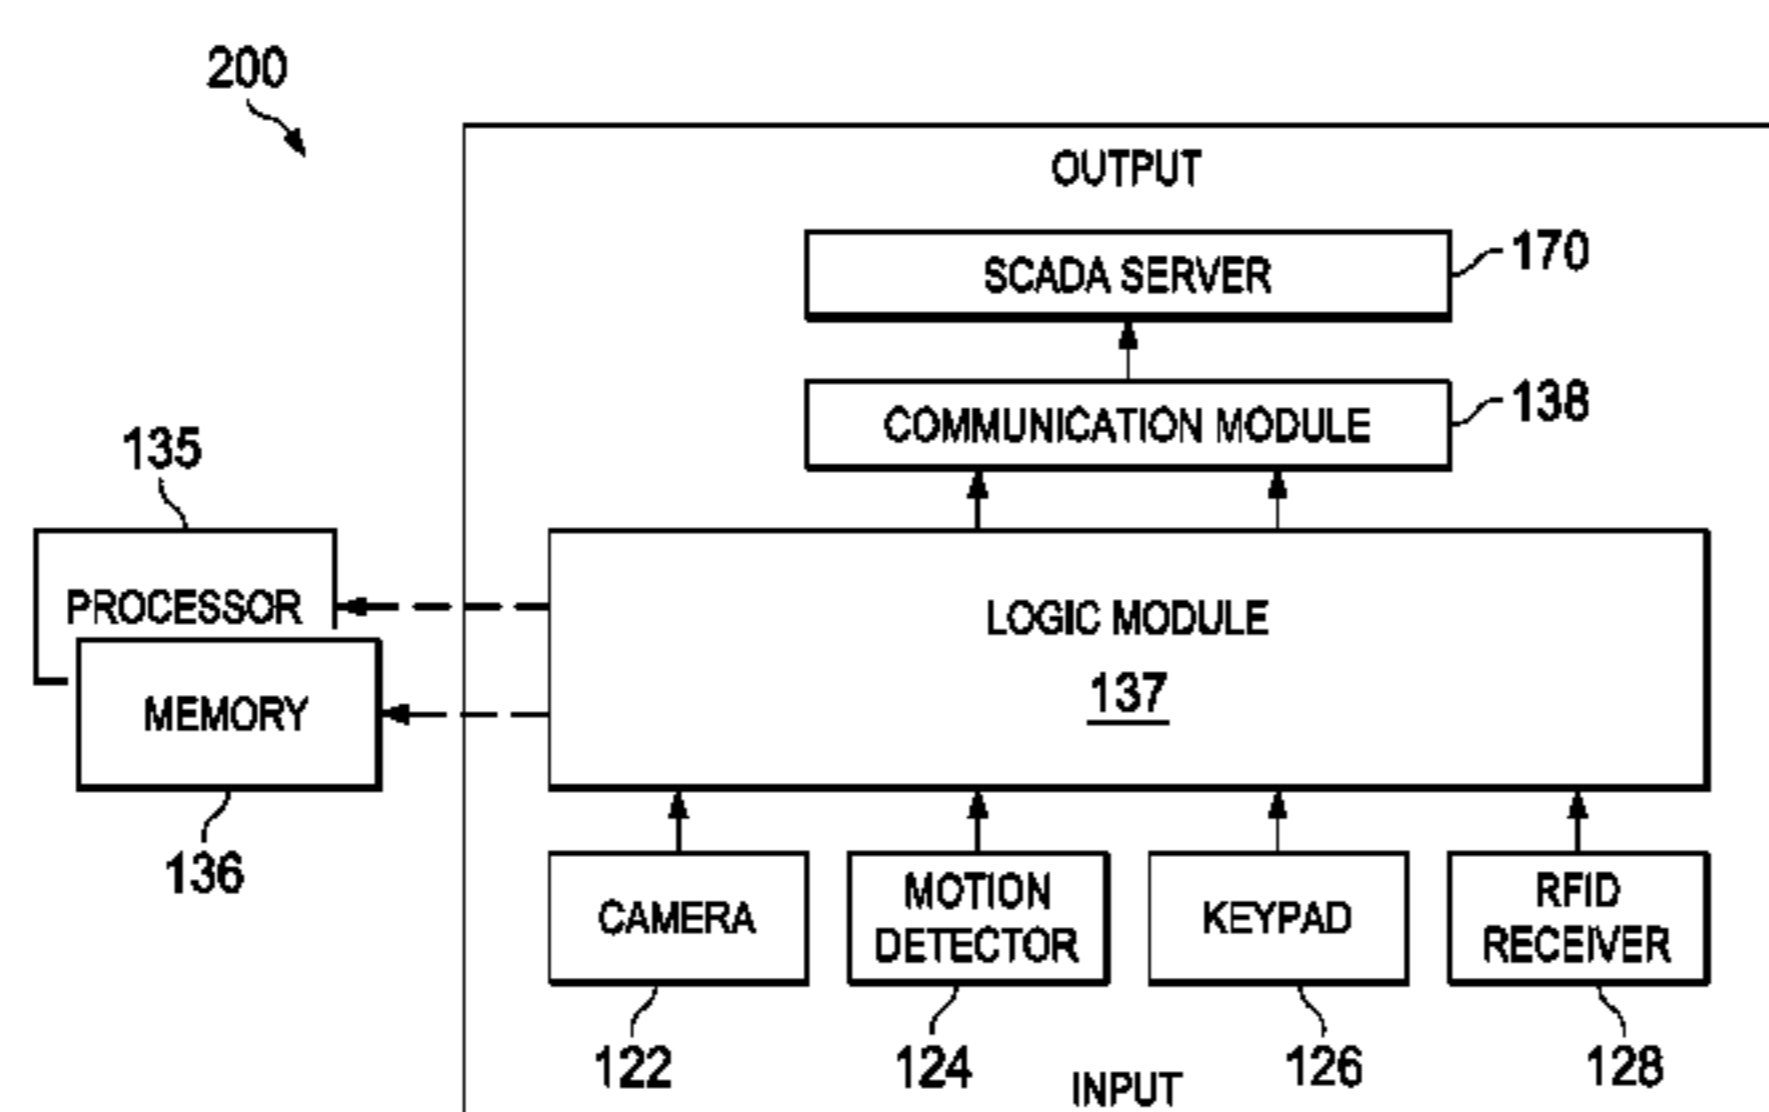 200
OUTPUT
SCADA SERVER
170
COMMUNICATION MODULE
138
135
PROCESSOR
MEMORY
136
LOGIC MODULE
137
CAMERA
122
MOTION
DETECTOR
124
KEYPAD
126
RFID
RECEIVER
128
INPUT